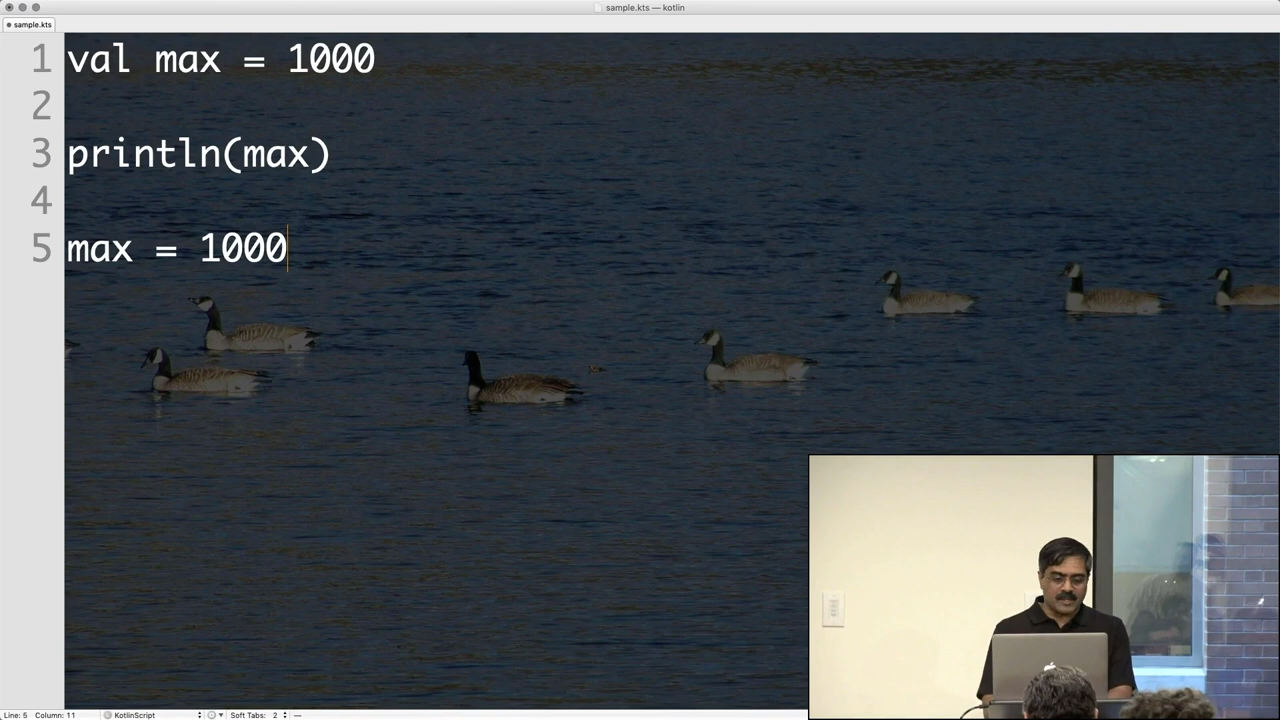 sample.kts — kotlin
sample.kts
1 val max = 1000
2
3 println(max)
4
5 max = 1000
Line: 5 Column: 11 KotlinScript Soft Tabs: 2 —